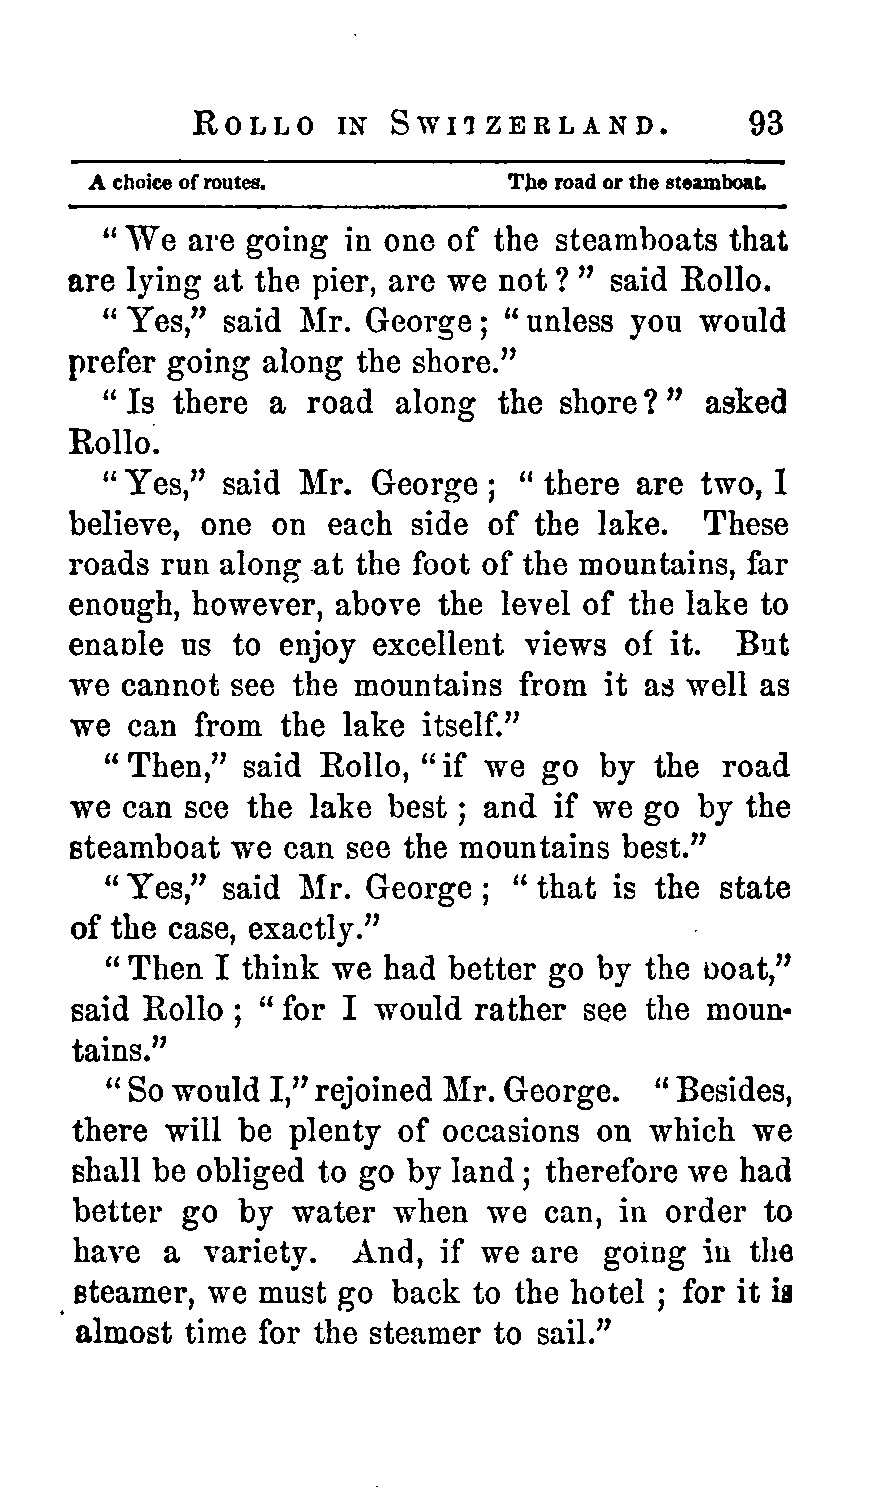 ROLLO IN SWITZERLAND. 93
A choice of routes. The road or the steamboat.
"We are going in one of the steamboats that
are lying at the pier, are we not?" said Rollo.
"Yes," said Mr. George; "unless you would
prefer going along the shore."
"Is there a road along the shore?" asked
Rollo.
"Yes," said Mr. George; "there are two, I
believe, one on each side of the lake. These
roads run along at the foot of the mountains, far
enough, however, above the level of the lake to
enable us to enjoy excellent views of it. But
we cannot see the mountains from it as well as
we can from the lake itself."
"Then," said Rollo, "if we go by the road
we can see the lake best; and if we go by the
steamboat we can see the mountains best."
"Yes," said Mr. George; "that is the state
of the case, exactly."
"Then I think we had better go by the boat,"
said Rollo; "for I would rather see the moun-
tains."
"So would I," rejoined Mr. George. "Besides,
there will be plenty of occasions on which we
shall be obliged to go by land; therefore we had
better go by water when we can, in order to
have a variety. And, if we are going in the
steamer, we must go back to the hotel; for it is
almost time for the steamer to sail."